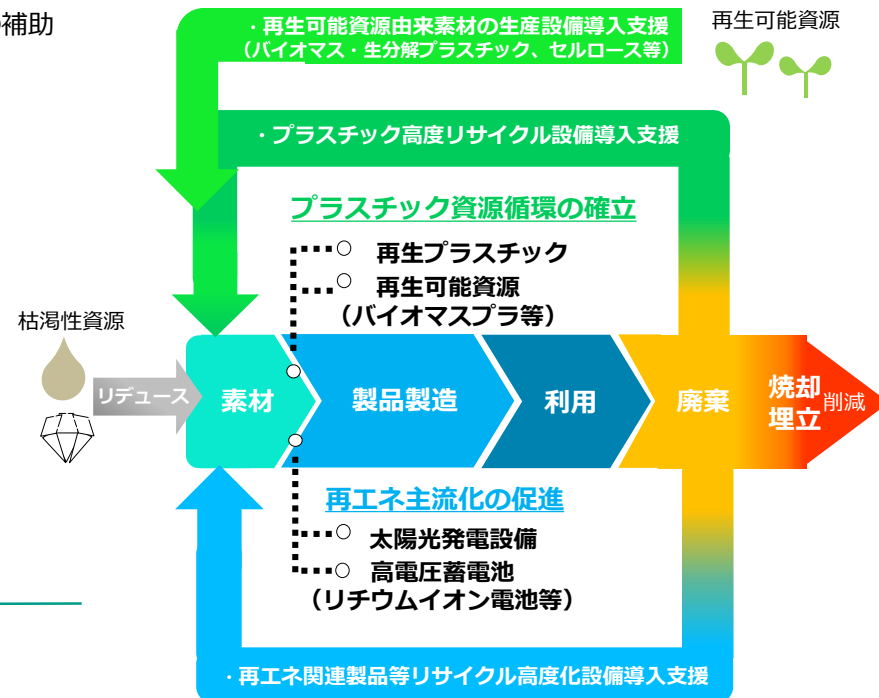 補助
・再生可能資源由来素材の生産設備導入支援
（バイオマス・生分解プラスチック、セルロース等）
再生可能資源
・プラスチック高度リサイクル設備導入支援
プラスチック資源循環の確立
再生プラスチック
再生可能資源
（バイオマスプラ等）
枯渇性資源
リデュース
素材
製品製造
利用
廃棄
焼却
埋立
削減
再エネ主流化の促進
太陽光発電設備
高電圧蓄電池
（リチウムイオン電池等）
・再エネ関連製品等リサイクル高度化設備導入支援